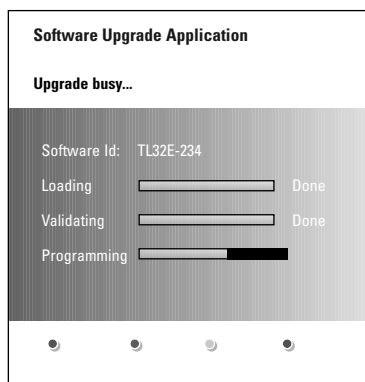 Software Upgrade Application
Upgrade busy...
Software Id: TL32E-234
Loading Done
Validating Done
Programming